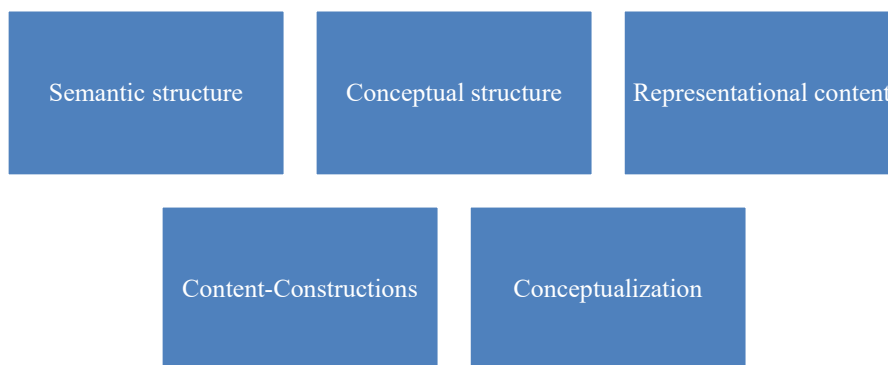 Semantic structure
Conceptual structure
Representational content
Content-Constructions
Conceptualization